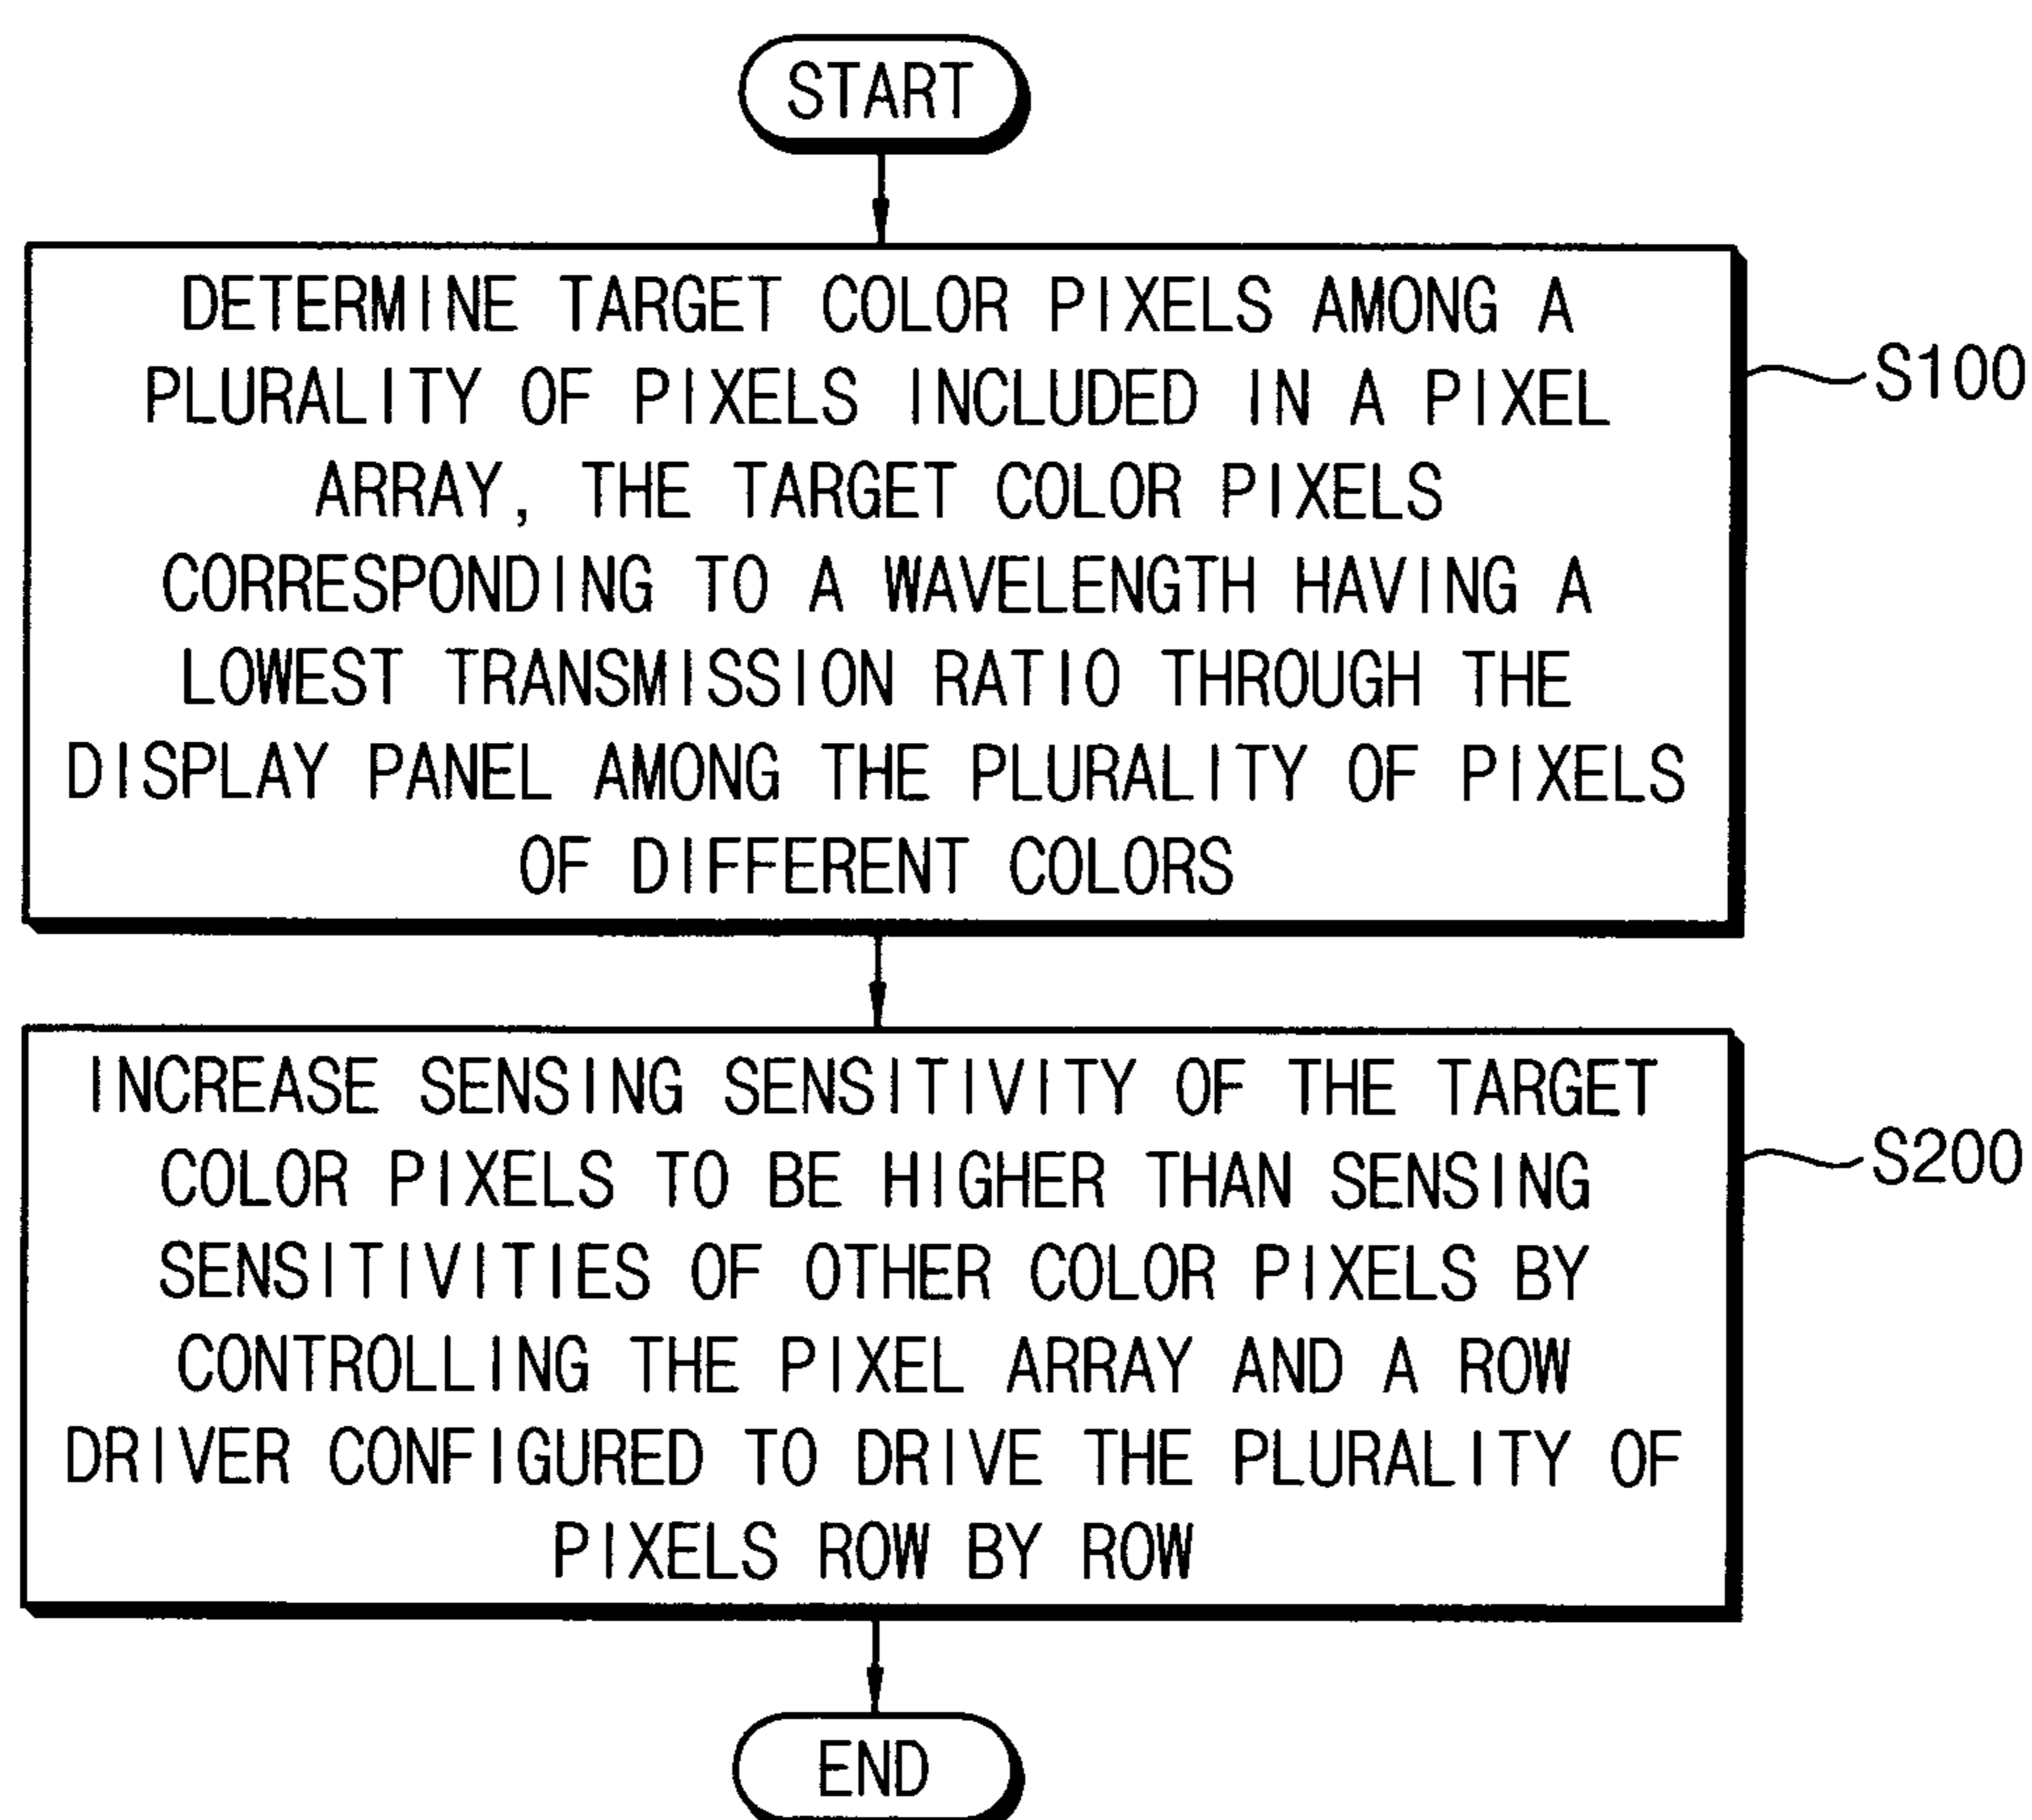 START
DETERMINE TARGET COLOR PIXELS AMONG A
PLURALITY OF PIXELS INCLUDED IN A PIXEL
ARRAY, THE TARGET COLOR PIXELS
CORRESPONDING TO A WAVELENGTH HAVING A
LOWEST TRANSMISSION RATIO THROUGH THE
DISPLAY PANEL AMONG THE PLURALITY OF PIXELS
OF DIFFERENT COLORS
S100
INCREASE SENSING SENSITIVITY OF THE TARGET
COLOR PIXELS TO BE HIGHER THAN SENSING
SENSITIVITIES OF OTHER COLOR PIXELS BY
CONTROLLING THE PIXEL ARRAY AND A ROW
DRIVER CONFIGURED TO DRIVE THE PLURALITY OF
PIXELS ROW BY ROW
S200
END